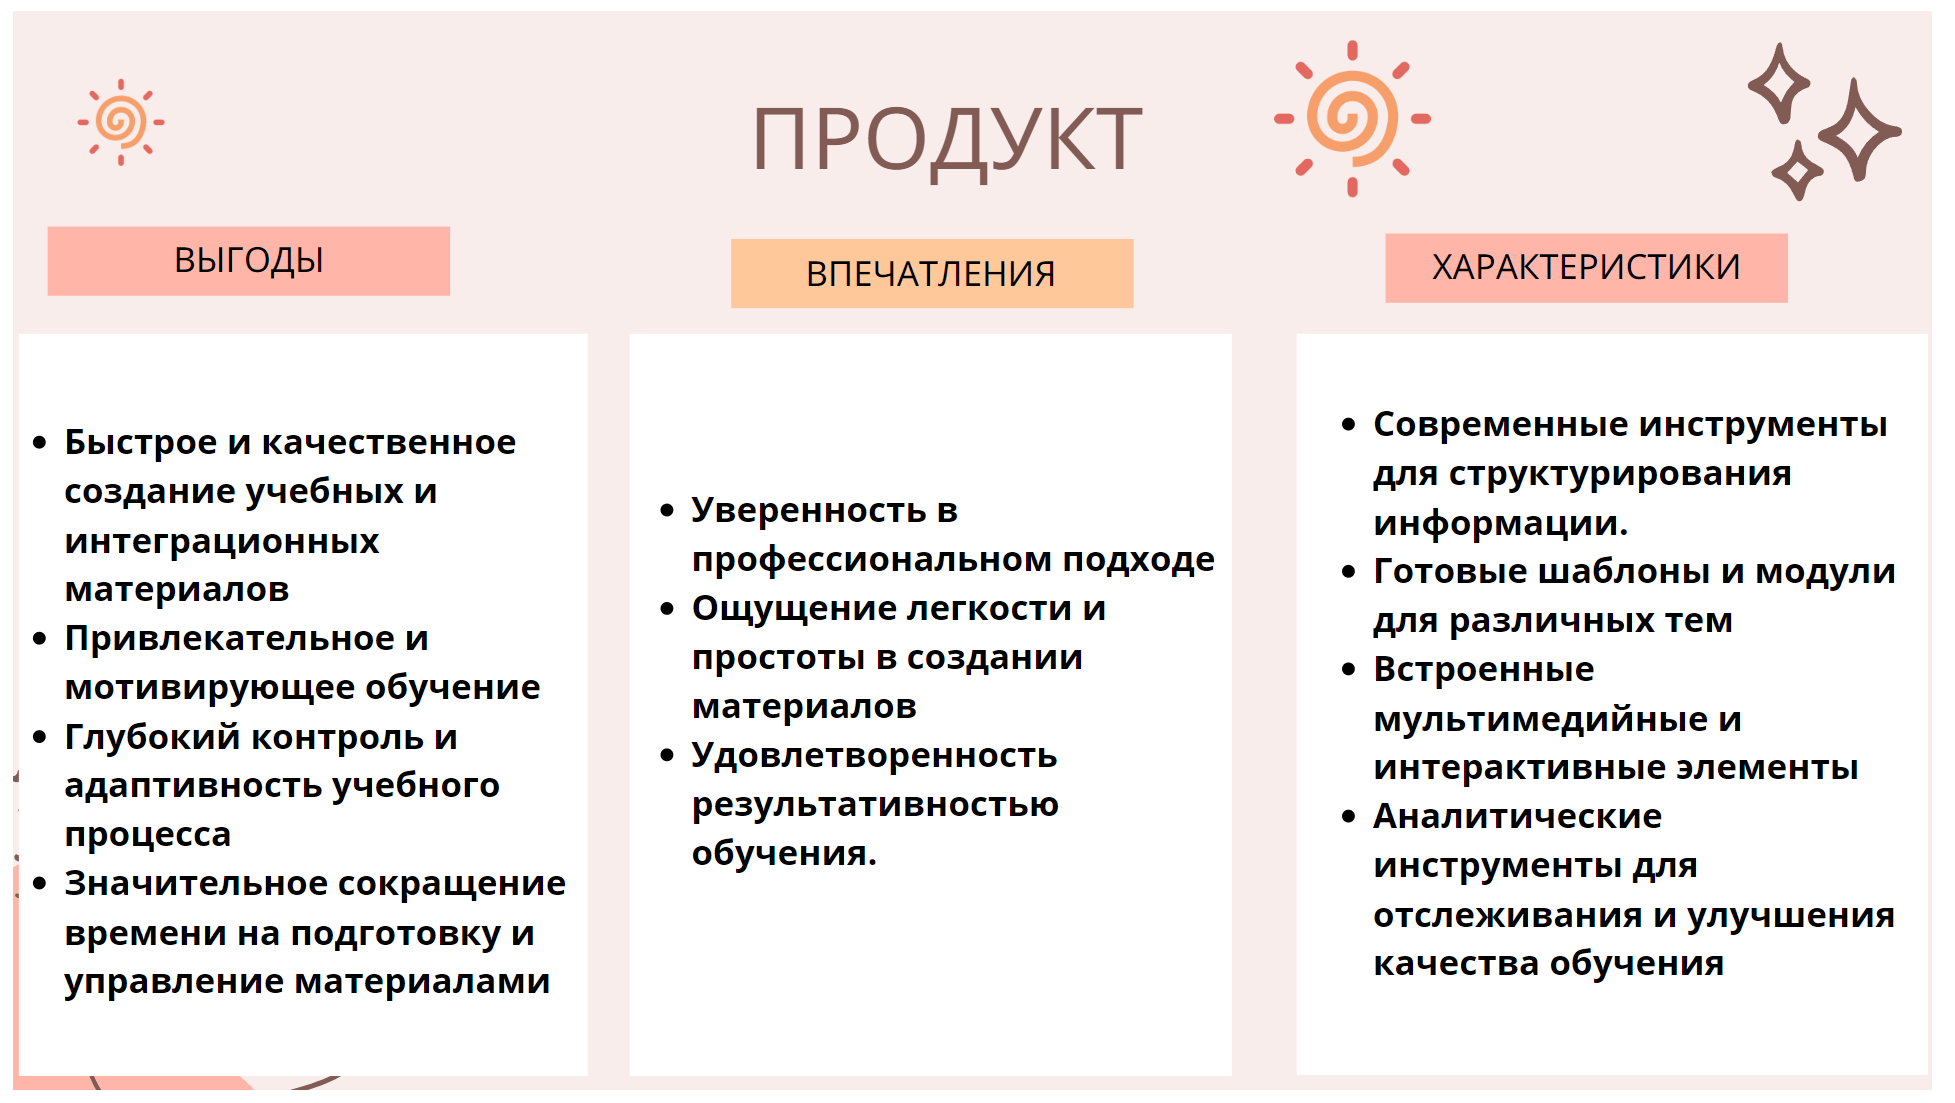 ПРОДУКТ
ВЫГОДЫ
• Быстрое и качественное
создание учебных и
интеграционных
материалов
• Привлекательное и
мотивирующее обучение
• Глубокий контроль и
адаптивность учебного
процесса
• Значительное сокращение
времени на подготовку и
управление материалами
ВПЕЧАТЛЕНИЯ
• Уверенность в
профессиональном подходе
• Ощущение легкости и
простоты в создании
материалов
• Удовлетворенность
результативностью
обучения.
ХАРАКТЕРИСТИКИ
• Современные инструменты
для структурирования
информации.
• Готовые шаблоны и модули
для различных тем
• Встроенные
мультимедийные и
интерактивные элементы
• Аналитические
инструменты для
отслеживания и улучшения
качества обучения